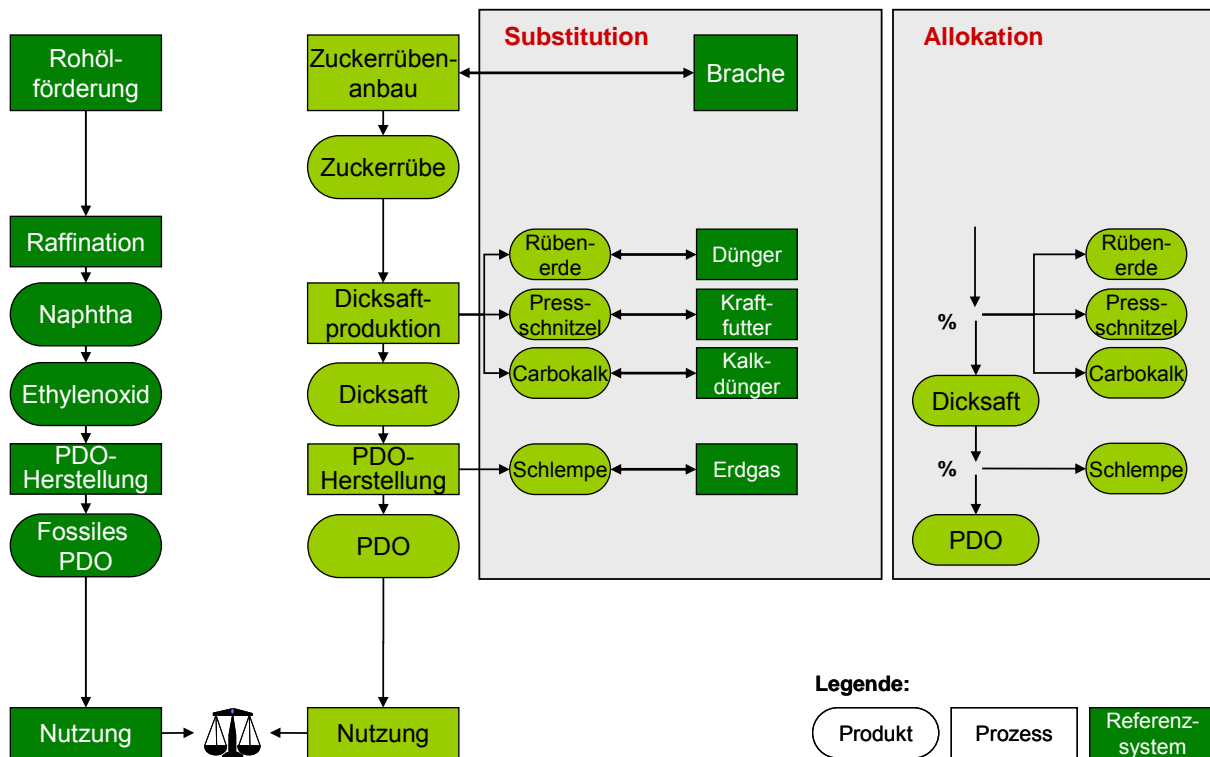 Substitution
Allokation
Rohöl-
förderung
Zuckerrüben-
anbau
Brache
Zuckerrübe
Raffination
Rüben-
erde
Dünger
Rüben-
erde
Naphtha
Dicksaft-
produktion
Press-
schnitzel
Kraft-
futter
%
Press-
schnitzel
Ethylenoxid
Dicksaft
Carbokalk
Kalk-
dünger
Carbokalk
Dicksaft
PDO-
Herstellung
PDO-
Herstellung
Schlempe
Erdgas
%
Schlempe
Fossiles
PDO
PDO
PDO
Legende:
Nutzung
Nutzung
Produkt
Prozess
Referenz-
system